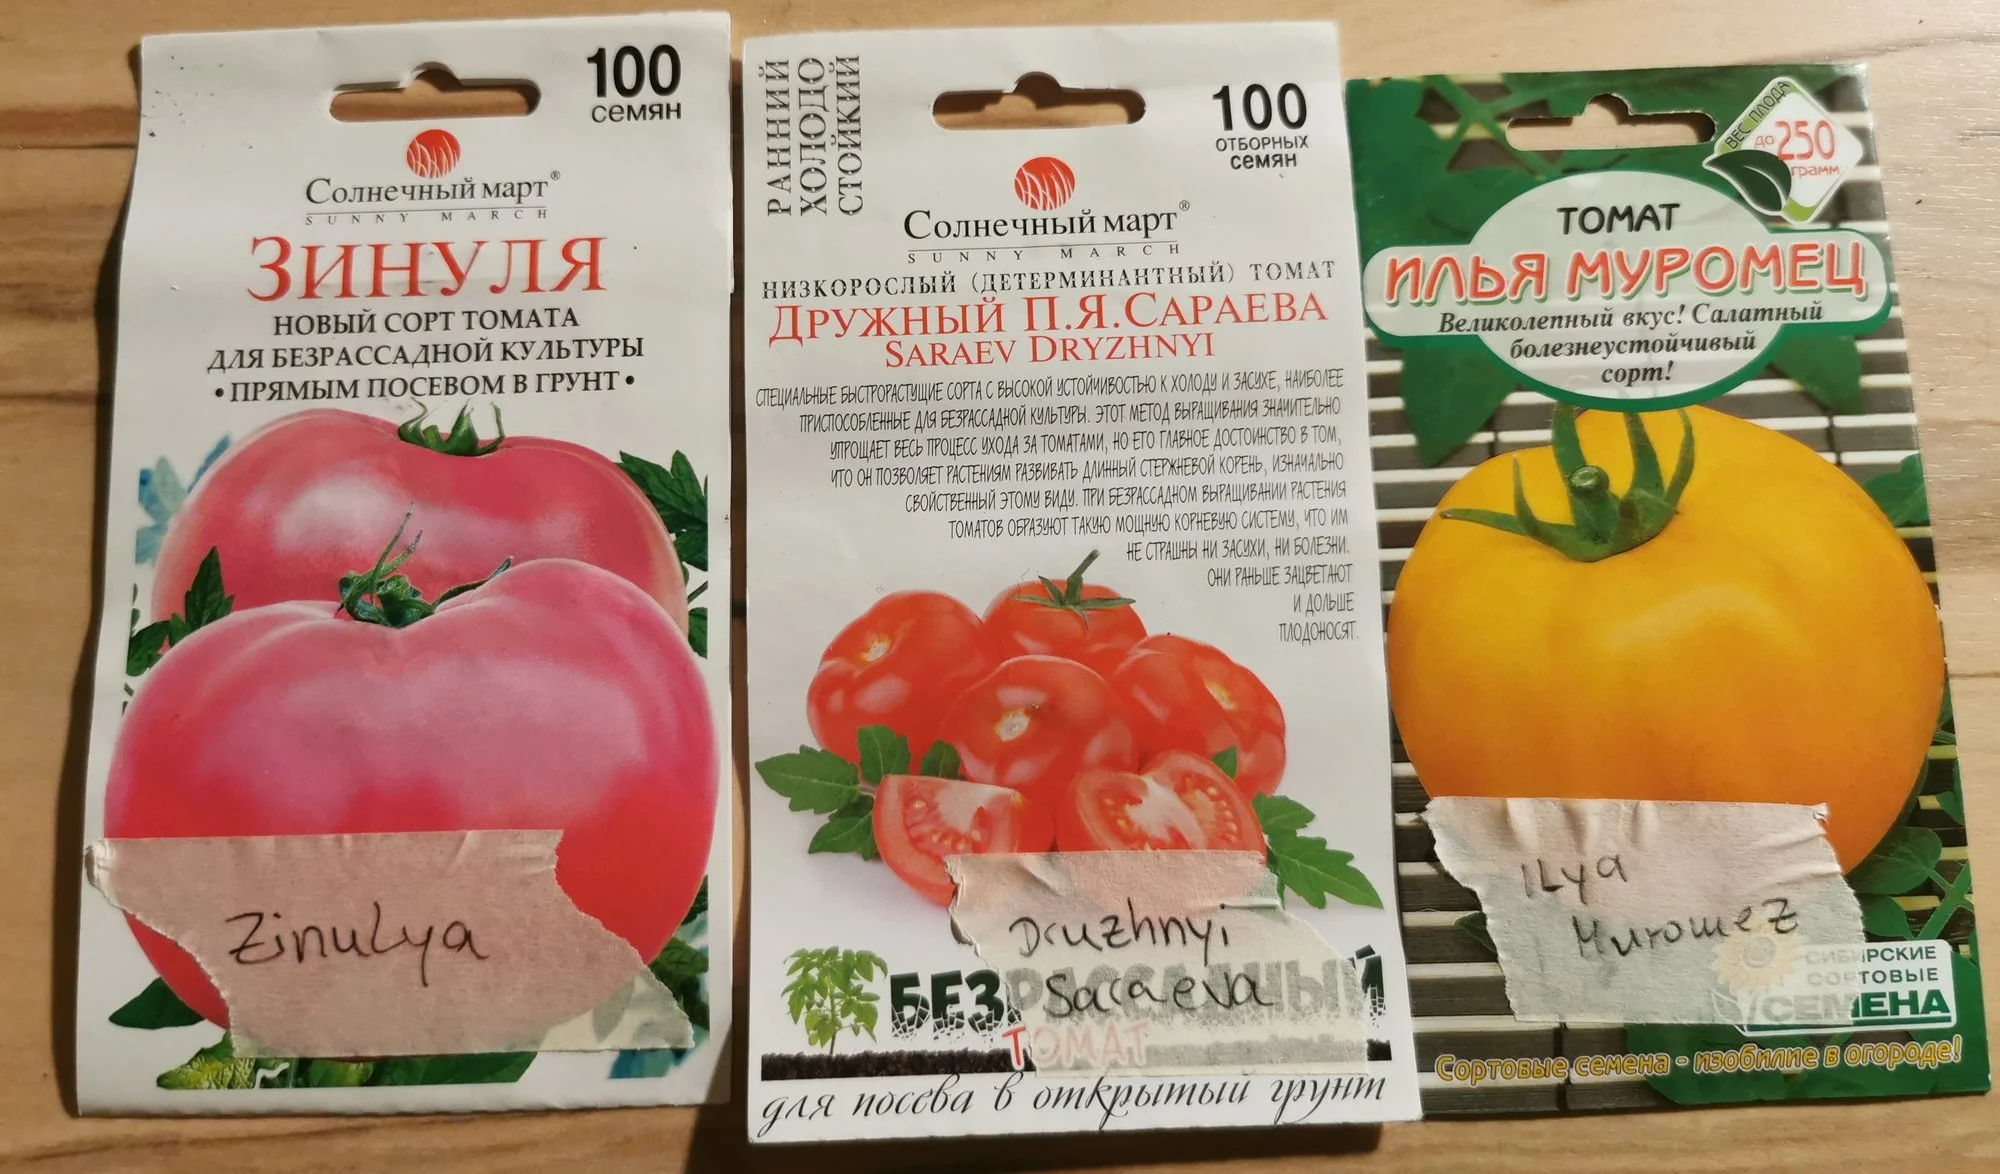 100
семян
Солнечный март®
SUNNY MARCH
ЗИНУЛЯ
НОВЫЙ СОРТ ТОМАТА
ДЛЯ БЕЗРАССАДНОЙ КУЛЬТУРЫ
• ПРЯМЫМ ПОСЕВОМ В ГРУНТ •
Zinulya
РАННИЙ
ХОЛОДО
СТОЙКИЙ
100
ОТБОРНЫХ
семян
Солнечный март®
SUNNY MARCH
НИЗКОРОСЛЫЙ (ДЕТЕРМИНАНТНЫЙ) ТОМАТ
ДРУЖНЫЙ П.Я.САРАЕВА
SARAEV DRYZHNYI
СПЕЦИАЛЬНЫЕ БЫСТРОРАСТУЩИЕ СОРТА С ВЫСОКОЙ УСТОЙЧИВОСТЬЮ К ХОЛОДУ И ЗАСУХЕ, НАИБОЛЕЕ
ПРИСПОСОБЛЕННЫЕ ДЛЯ БЕЗРАССАДНОЙ КУЛЬТУРЫ. ЭТОТ МЕТОД ВЫРАЩИВАНИЯ ЗНАЧИТЕЛЬНО
УПРОЩАЕТ ВЕСЬ ПРОЦЕСС УХОДА ЗА ТОМАТАМИ, НО ЕГО ГЛАВНОЕ ДОСТОИНСТВО В ТОМ,
ЧТО ОН ПОЗВОЛЯЕТ РАСТЕНИЯМ РАЗВИВАТЬ ДЛИННЫЙ СТЕРЖНЕВОЙ КОРЕНЬ, ИЗНАЧАЛЬНО
СВОЙСТВЕННЫЙ ЭТОМУ ВИДУ. ПРИ БЕЗРАССАДНОМ ВЫРАЩИВАНИИ РАСТЕНИЯ
ТОМАТОВ ОБРАЗУЮТ ТАКУЮ МОЩНУЮ КОРНЕВУЮ СИСТЕМУ, ЧТО ИМ
НЕ СТРАШНЫ НИ ЗАСУХИ, НИ БОЛЕЗНИ.
ОНИ РАНЬШЕ ЗАЦВЕТАЮТ
И ДОЛЬШЕ
ПЛОДОНОСЯТ.
Druzhnyi
Saraeva
БЕЗРАССАДНЫЙ
ТОМАТ
для посева в открытый грунт
ВЕС ПЛОДА
до 250
грамм
ТОМАТ
ИЛЬЯ МУРОМЕЦ
Великолепный вкус! Салатный
болезнеустойчивый
сорт!
ILya
MuromeZ
СИБИРСКИЕ
СОРТОВЫЕ
СЕМЕНА
Сортовые семена - изобилие в огороде!